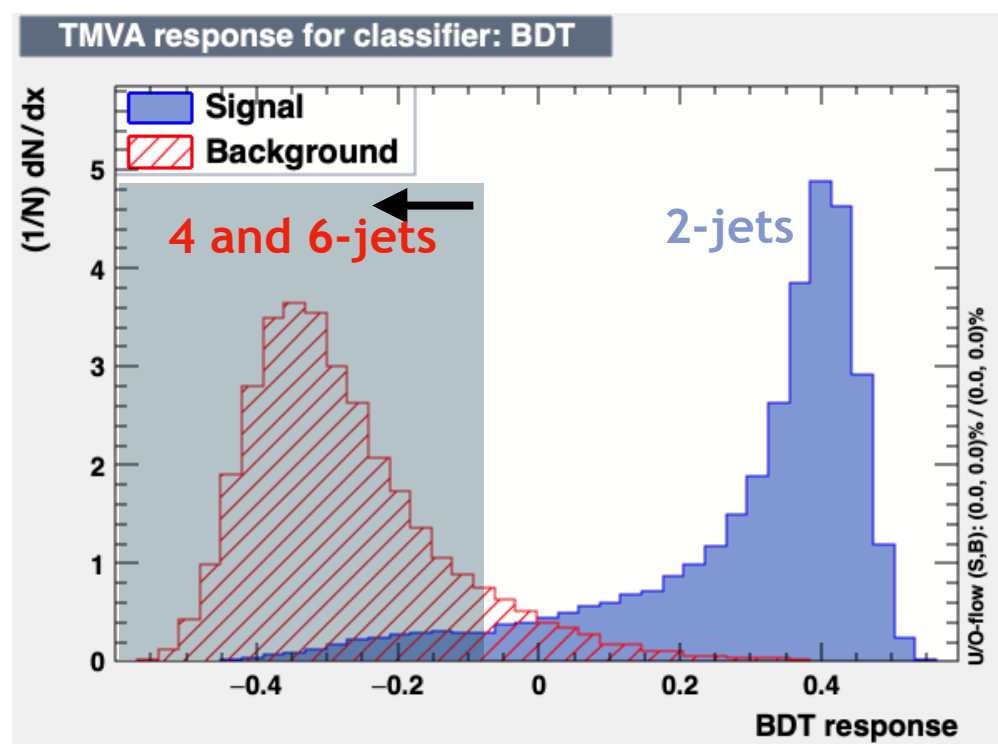 TMVA response for classifier: BDT
(1/N) dN/dx
Signal
Background
4 and 6-jets
2-jets
5
4
3
2
1
0
−0.4
−0.2
0
0.2
0.4
BDT response
U/O-flow (S,B): (0.0, 0.0)% / (0.0, 0.0)%